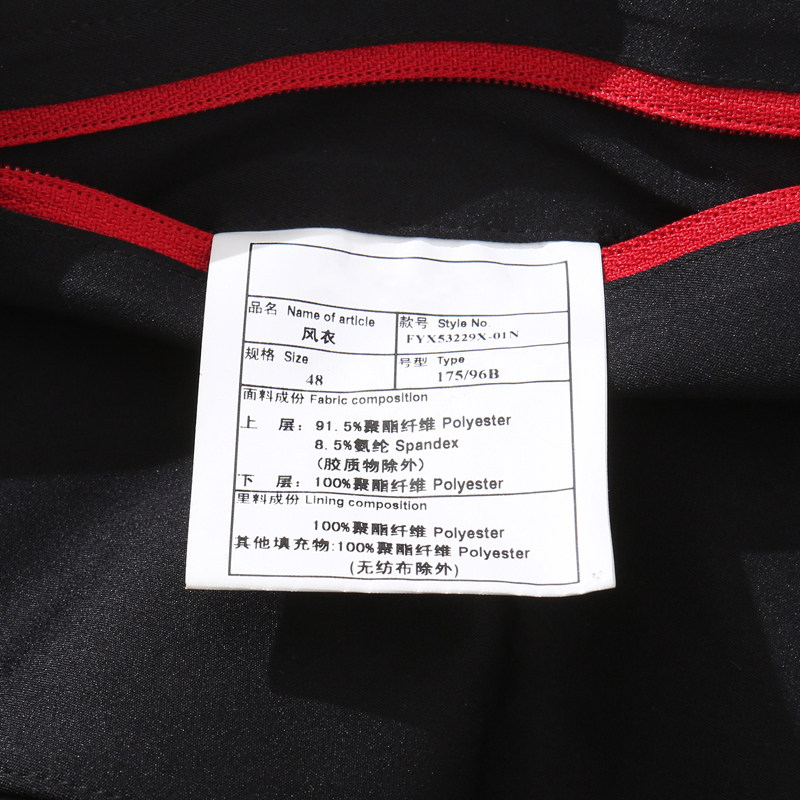 品名 Name of article
风衣
款号 Style No
FYX53229X-01N
规格 Size
48
号型 Type
175/96B
面料成份 Fabric composition
上 层: 91.5%聚酯纤维 Polyester
8.5%氨纶 Spandex
(胶质物除外)
下 层: 100%聚酯纤维 Polyester
里料成份 Lining composition
100%聚酯纤维 Polyester
其他填充物:100%聚酯纤维 Polyester
(无纺布除外)